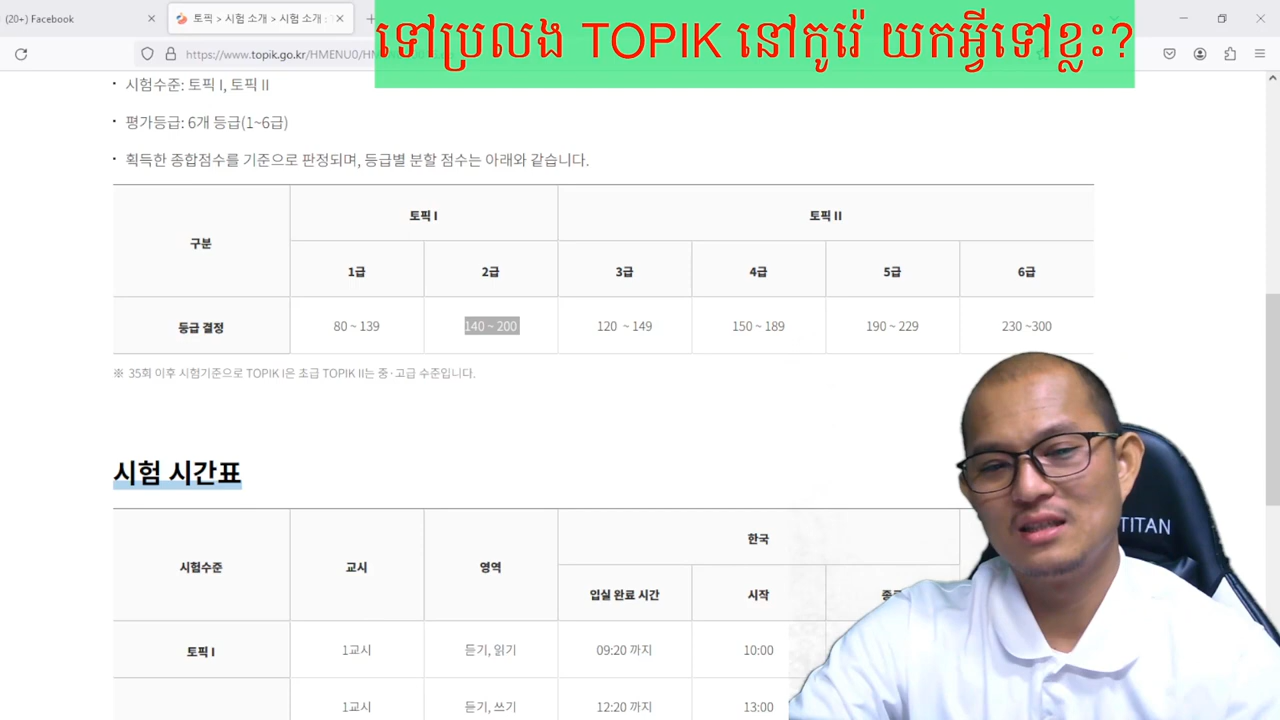 (20+) Facebook
토픽 > 시험 소개 > 시험 소개 : T
ទៅប្រលង TOPIK នៅកូរ៉េ យកអ្វីទៅខ្លះ?
https://www.topik.go.kr/HMENU0/HMENU0
· 시험수준: 토픽 I, 토픽 II
· 평가등급: 6개 등급(1~6급)
· 획득한 종합점수를 기준으로 판정되며, 등급별 분할 점수는 아래와 같습니다.
구분 토픽 I 토픽 II
1급 2급 3급 4급 5급 6급
등급 결정 80 ~ 139 140 ~ 200 120 ~ 149 150 ~ 189 190 ~ 229 230 ~300
※ 35회 이후 시험기준으로 TOPIK I은 초급 TOPIK II는 중·고급 수준입니다.
시험 시간표
시험수준 교시 영역 한국
입실 완료 시간 시작
토픽 I 1교시 듣기, 읽기 09:20 까지 10:00
1교시 듣기, 쓰기 12:20 까지 13:00
TITAN